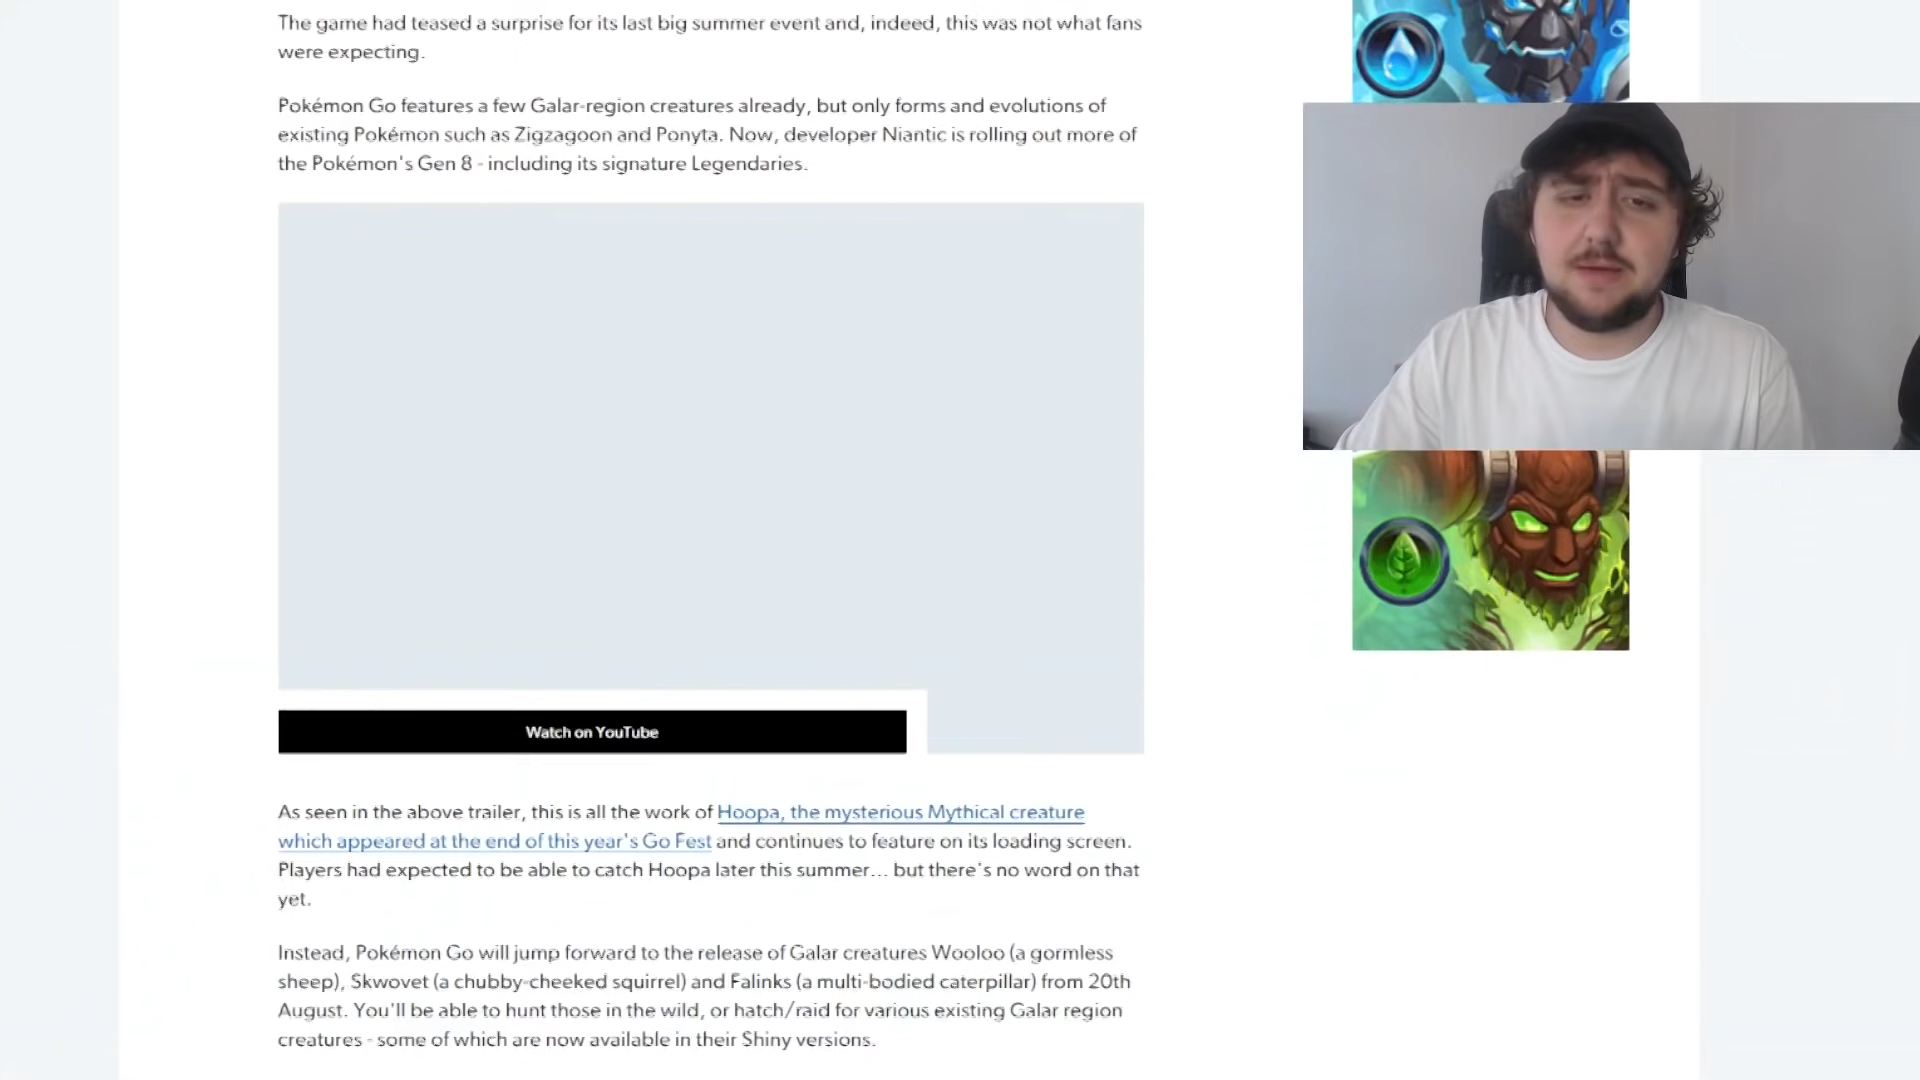 The game had teased a surprise for its last big summer event and, indeed, this was not what fans
were expecting.
Pokémon Go features a few Galar-region creatures already, but only forms and evolutions of
existing Pokémon such as Zigzagoon and Ponyta. Now, developer Niantic is rolling out more of
the Pokémon's Gen 8 - including its signature Legendaries.
Watch on YouTube
As seen in the above trailer, this is all the work of Hoopa, the mysterious Mythical creature
which appeared at the end of this year's Go Fest and continues to feature on its loading screen.
Players had expected to be able to catch Hoopa later this summer... but there's no word on that
yet.
Instead, Pokémon Go will jump forward to the release of Galar creatures Wooloo (a gormless
sheep), Skwovet (a chubby-cheeked squirrel) and Falinks (a multi-bodied caterpillar) from 20th
August. You'll be able to hunt those in the wild, or hatch/raid for various existing Galar region
creatures - some of which are now available in their Shiny versions.